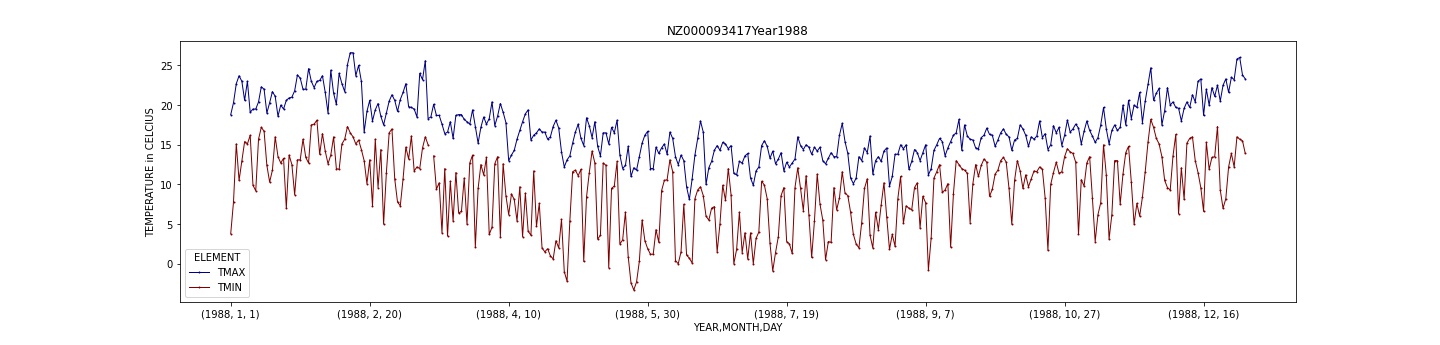 NZ000093417Year1988
TEMPERATURE in CELCIUS
25
20
15
10
5
0
ELEMENT
TMAX
TMIN
(1988, 1, 1) (1988, 2, 20) (1988, 4, 10) (1988, 5, 30) (1988, 7, 19) (1988, 9, 7) (1988, 10, 27) (1988, 12, 16)
YEAR,MONTH,DAY